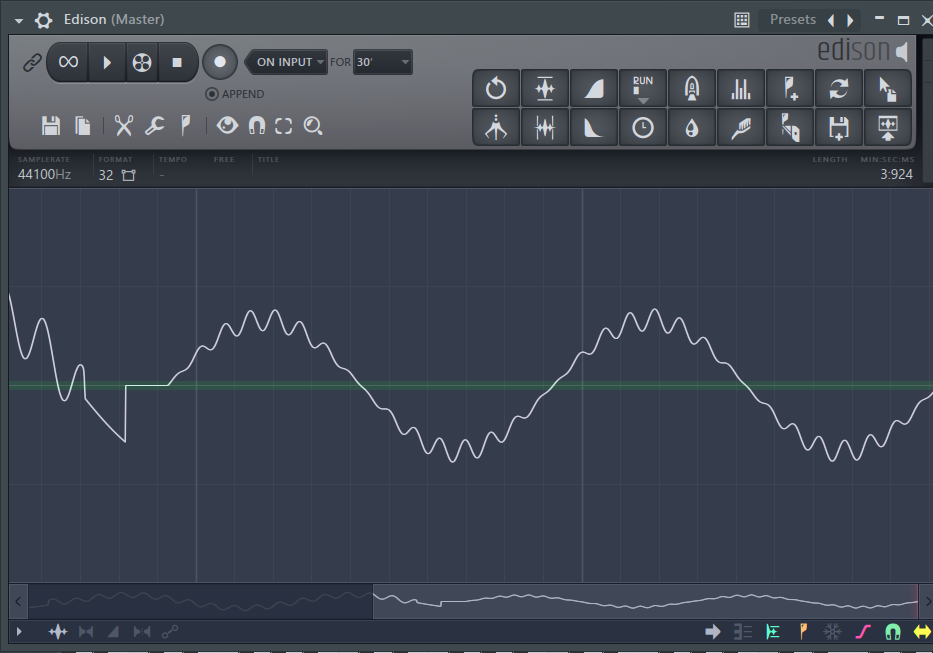 Edison (Master)
Presets
edison
ON INPUT FOR 30'
RUN
APPEND
SAMPLERATE FORMAT TEMPO FREE TITLE LENGTH MIN:SEC:MS
44100Hz 32 - 3:924